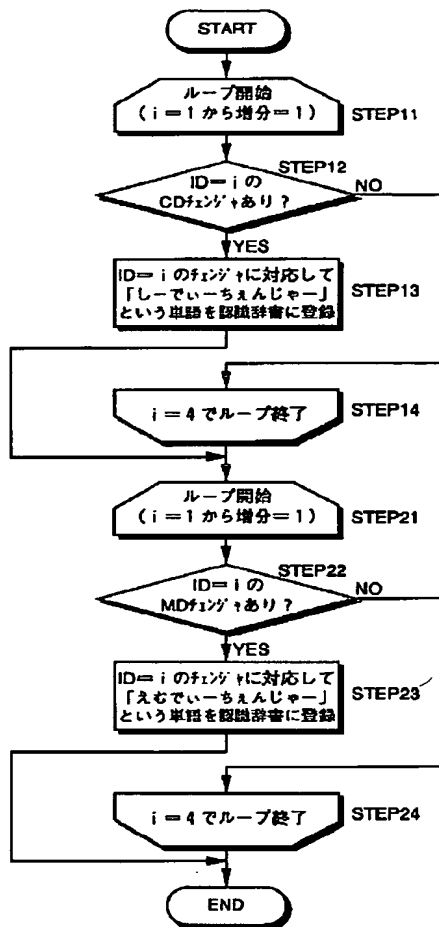 START
ループ開始
(i=1から増分=1)
STEP11
STEP12
ID=iの
CDチェンジャあり?
NO
YES
ID=iのチェンジャに対応して
「しーでぃーちぇんじゃー」
という単語を認識辞書に登録
STEP13
i=4でループ終了
STEP14
ループ開始
(i=1から増分=1)
STEP21
STEP22
ID=iの
MDチェンジャあり?
NO
YES
ID=iのチェンジャに対応して
「えむでぃーちぇんじゃー」
という単語を認識辞書に登録
STEP23
i=4でループ終了
STEP24
END